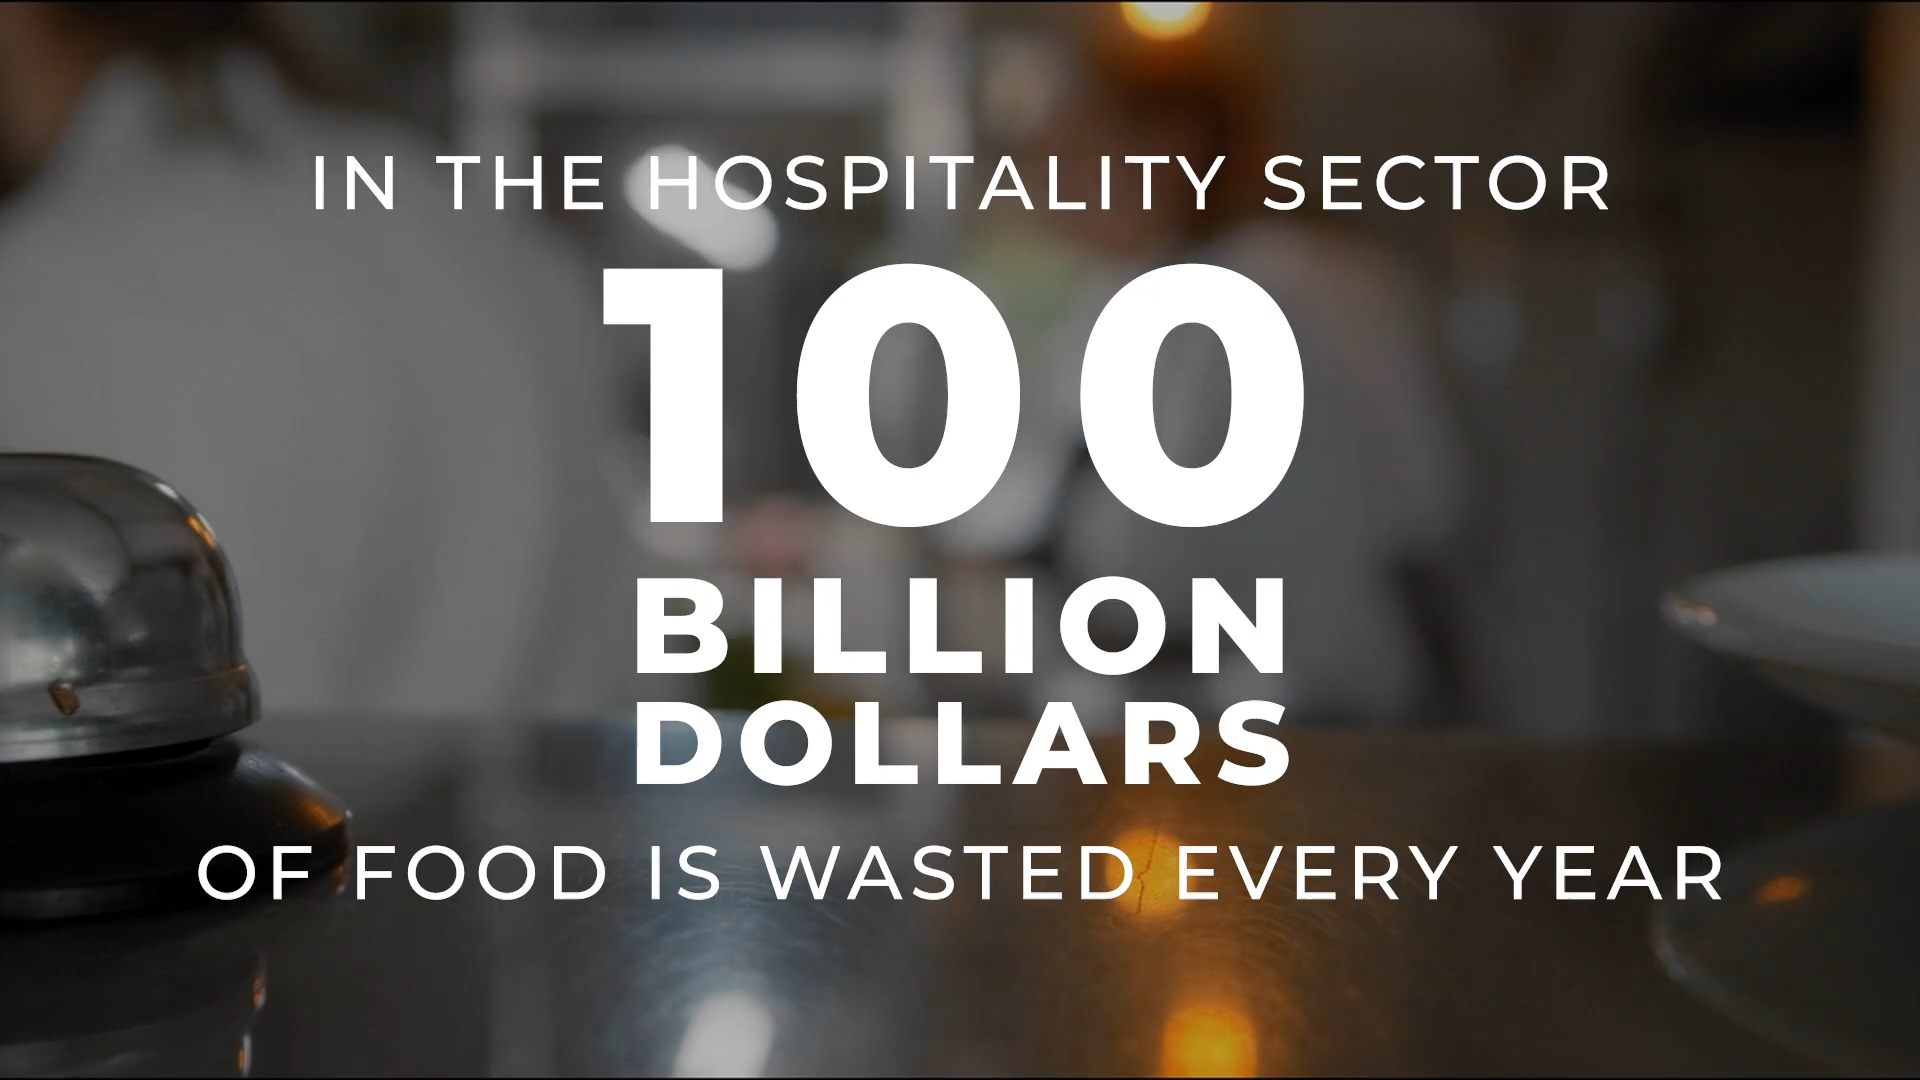 IN THE HOSPITALITY SECTOR
100
BILLION
DOLLARS
OF FOOD IS WASTED EVERY YEAR